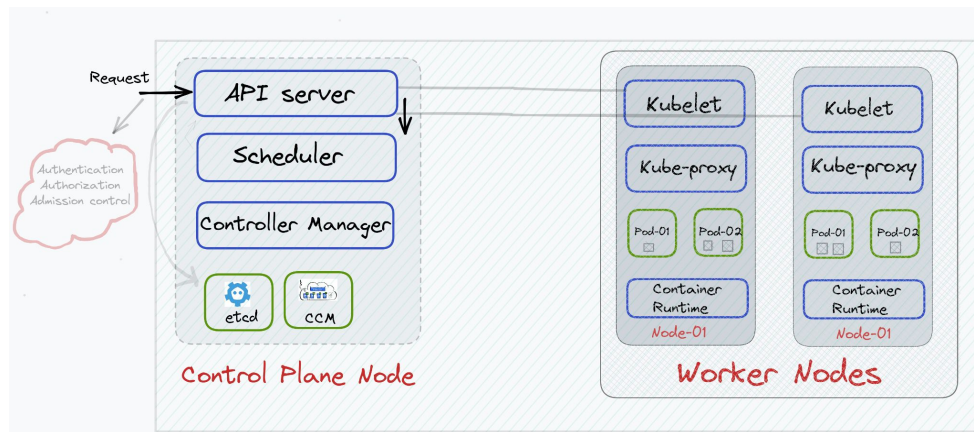 Request
API server
Scheduler
Controller Manager
etcd
CCM
Control Plane Node
Authentication
Authorization
Admission control
Kubelet
Kube-proxy
Pod-01
Pod-02
Container
Runtime
Node-01
Kubelet
Kube-proxy
Pod-01
Pod-02
Container
Runtime
Node-01
Worker Nodes